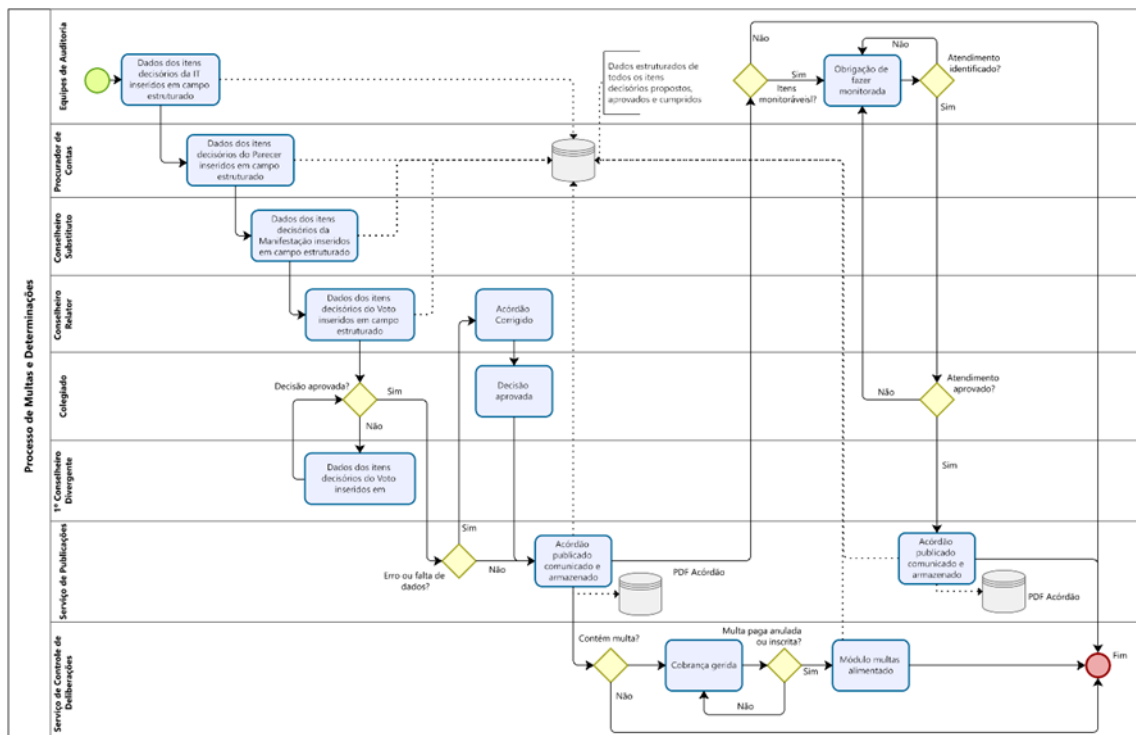 Processo de Multas e Determinações
Equipes de Auditoria
Dados dos itens
decisórios da IT
inseridos em campo
estruturado
Dados estruturados de
todos os itens
decisórios propostos,
aprovados e cumpridos
Não
Sim
Itens
monitoráveis!?
Obrigação de
fazer
monitorada
Não
Atendimento
identificado?
Sim
Procurador de
Contas
Dados dos itens
decisórios do Parecer
inseridos em campo
estruturado
Conselheiro
Substituto
Dados dos itens
decisórios da
Manifestação inseridos
em campo estruturado
Conselheiro
Relator
Dados dos itens
decisórios do Voto
inseridos em campo
estruturado
Acórdão
Corrigido
Colegiado
Decisão aprovada?
Sim
Não
Decisão
aprovada
Não
Atendimento
aprovado?
Sim
1º Conselheiro
Divergente
Dados dos itens
decisórios do Voto
inseridos em
Serviço de Publicações
Sim
Erro ou falta de
dados?
Não
Acórdão
publicado
comunicado e
armazenado
PDF Acórdão
Acórdão
publicado
comunicado e
armazenado
PDF Acórdão
Serviço de Controle de
Deliberações
Contém multa?
Não
Cobrança gerida
Multa paga anulada
ou inscrita?
Sim
Não
Módulo multas
alimentado
Fim